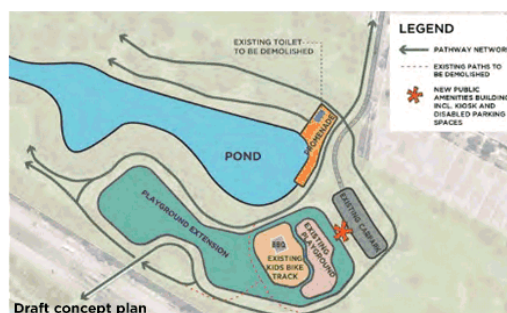 EXISTING TOILET
TO BE DEMOLISHED
LEGEND
PATHWAY NETWORK
EXISTING PATHS TO
BE DEMOLISHED
NEW PUBLIC
AMENITIES BUILDING
INCL. KIOSK AND
DISABLED PARKING
SPACES
PROMENADE
POND
PLAYGROUND EXTENSION
EXISTING CARPARK
EXISTING PLAYGROUND
BBQ
EXISTING
KIDS BIKE
TRACK
Draft concept plan